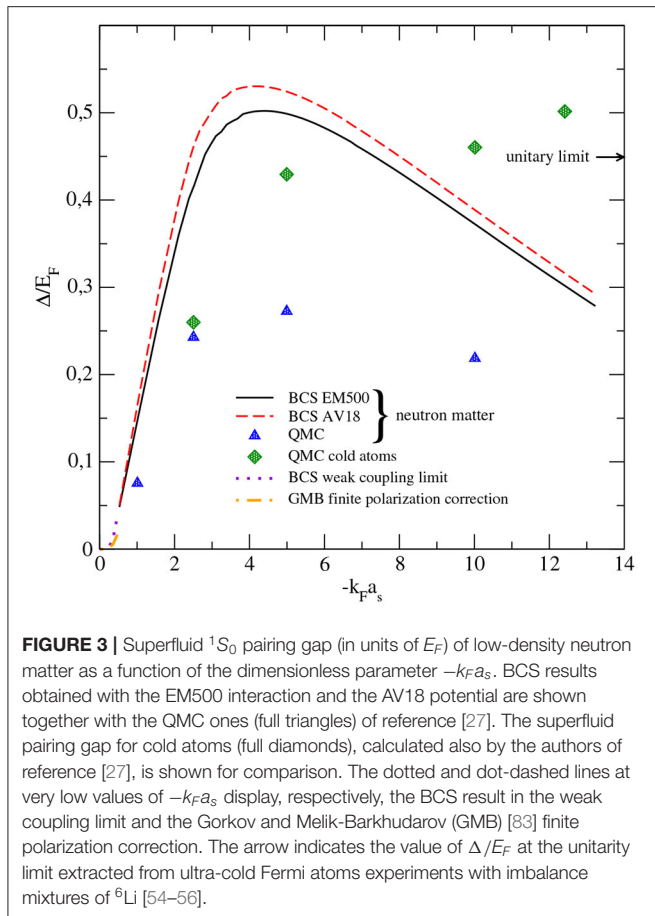 0,5
0,4
0,3
0,2
0,1
0
Δ/E_F
unitary limit
BCS EM500
BCS AV18
QMC
} neutron matter
QMC cold atoms
BCS weak coupling limit
GMB finite polarization correction
0 2 4 6 8 10 12 14
-k_Fa_s
FIGURE 3 | Superfluid ¹S₀ pairing gap (in units of E_F) of low-density neutron
matter as a function of the dimensionless parameter −k_Fa_s. BCS results
obtained with the EM500 interaction and the AV18 potential are shown
together with the QMC ones (full triangles) of reference [27]. The superfluid
pairing gap for cold atoms (full diamonds), calculated also by the authors of
reference [27], is shown for comparison. The dotted and dot-dashed lines at
very low values of −k_Fa_s display, respectively, the BCS result in the weak
coupling limit and the Gorkov and Melik-Barkhudarov (GMB) [83] finite
polarization correction. The arrow indicates the value of Δ/E_F at the unitarity
limit extracted from ultra-cold Fermi atoms experiments with imbalance
mixtures of ⁶Li [54–56].